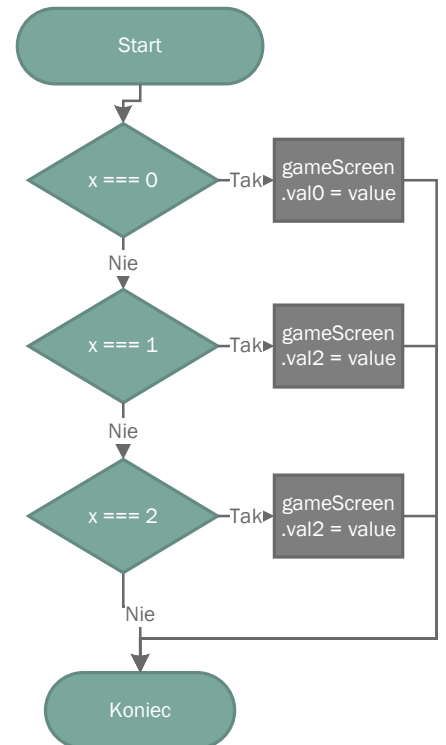 Start
x === 0
Tak
gameScreen
.val0 = value
Nie
x === 1
Tak
gameScreen
.val2 = value
Nie
x === 2
Tak
gameScreen
.val2 = value
Nie
Koniec